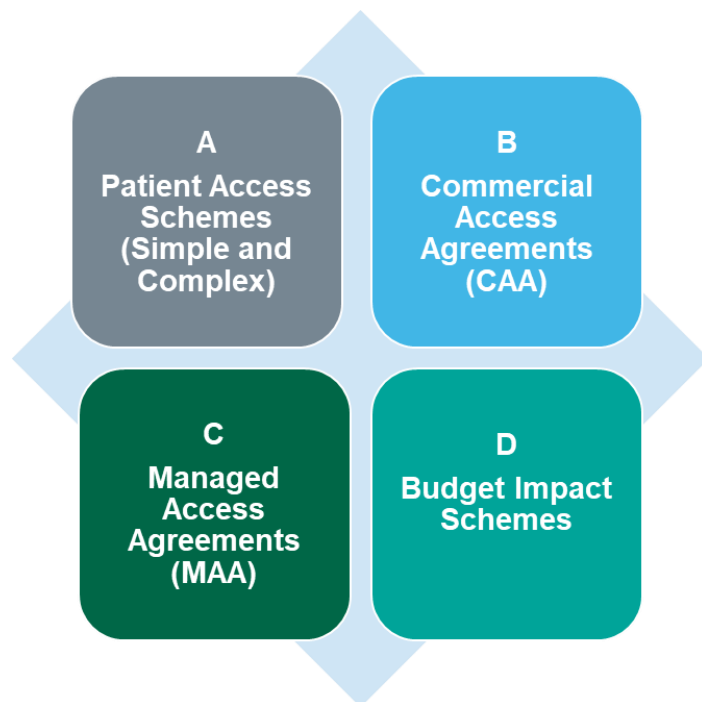 A
Patient Access
Schemes
(Simple and
Complex)
B
Commercial
Access
Agreements
(CAA)
C
Managed
Access
Agreements
(MAA)
D
Budget Impact
Schemes